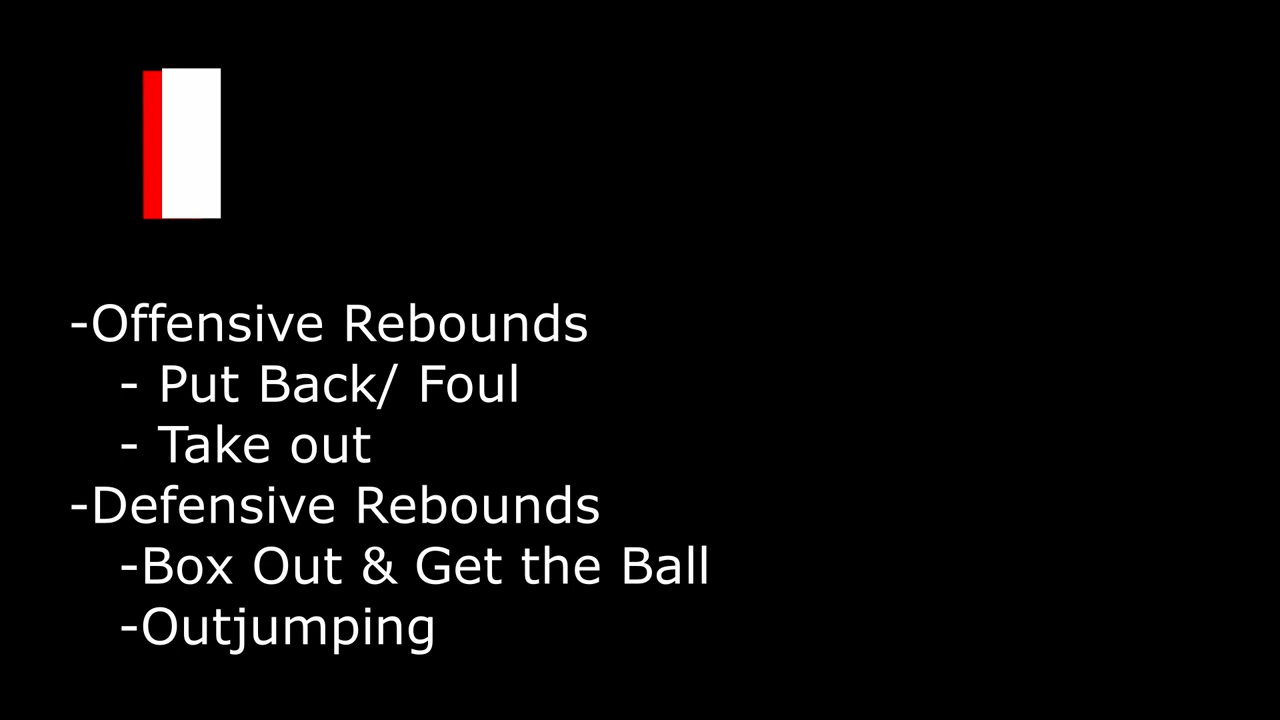 -Offensive Rebounds
- Put Back/ Foul
- Take out
-Defensive Rebounds
-Box Out & Get the Ball
-Outjumping